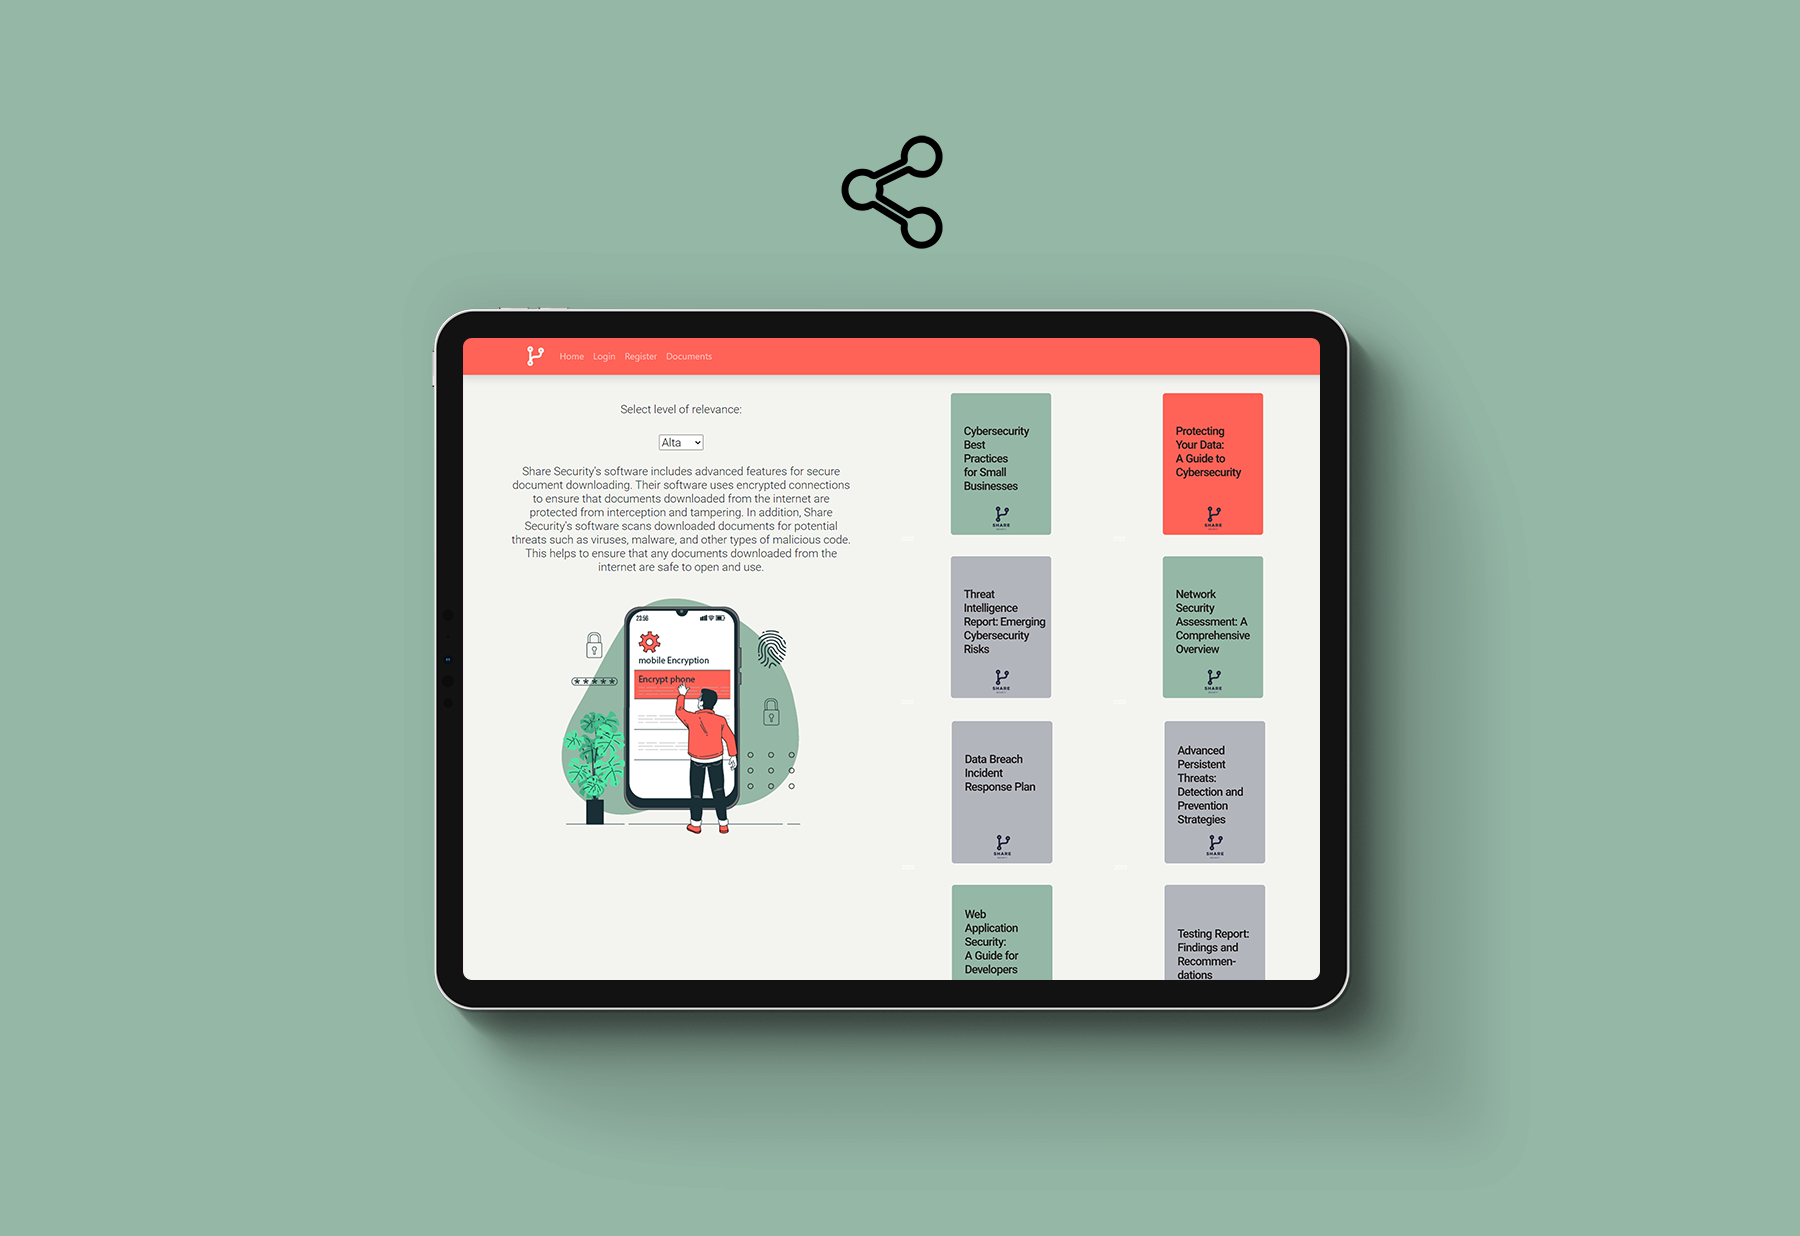 Home Login Register Documents
Select level of relevance:
Alta
Share Security's software includes advanced features for secure
document downloading. Their software uses encrypted connections
to ensure that documents downloaded from the internet are
protected from interception and tampering. In addition, Share
Security's software scans downloaded documents for potential
threats such as viruses, malware, and other types of malicious code.
This helps to ensure that any documents downloaded from the
internet are safe to open and use.
23:56
mobile Encryption
Encrypt phone
*****
Cybersecurity
Best
Practices
for Small
Businesses
SHARE
Protecting
Your Data:
A Guide to
Cybersecurity
SHARE
Threat
Intelligence
Report: Emerging
Cybersecurity
Risks
SHARE
Network
Security
Assessment: A
Comprehensive
Overview
SHARE
Data Breach
Incident
Response Plan
SHARE
Advanced
Persistent
Threats:
Detection and
Prevention
Strategies
SHARE
Web
Application
Security:
A Guide for
Developers
Testing Report:
Findings and
Recommen-
dations